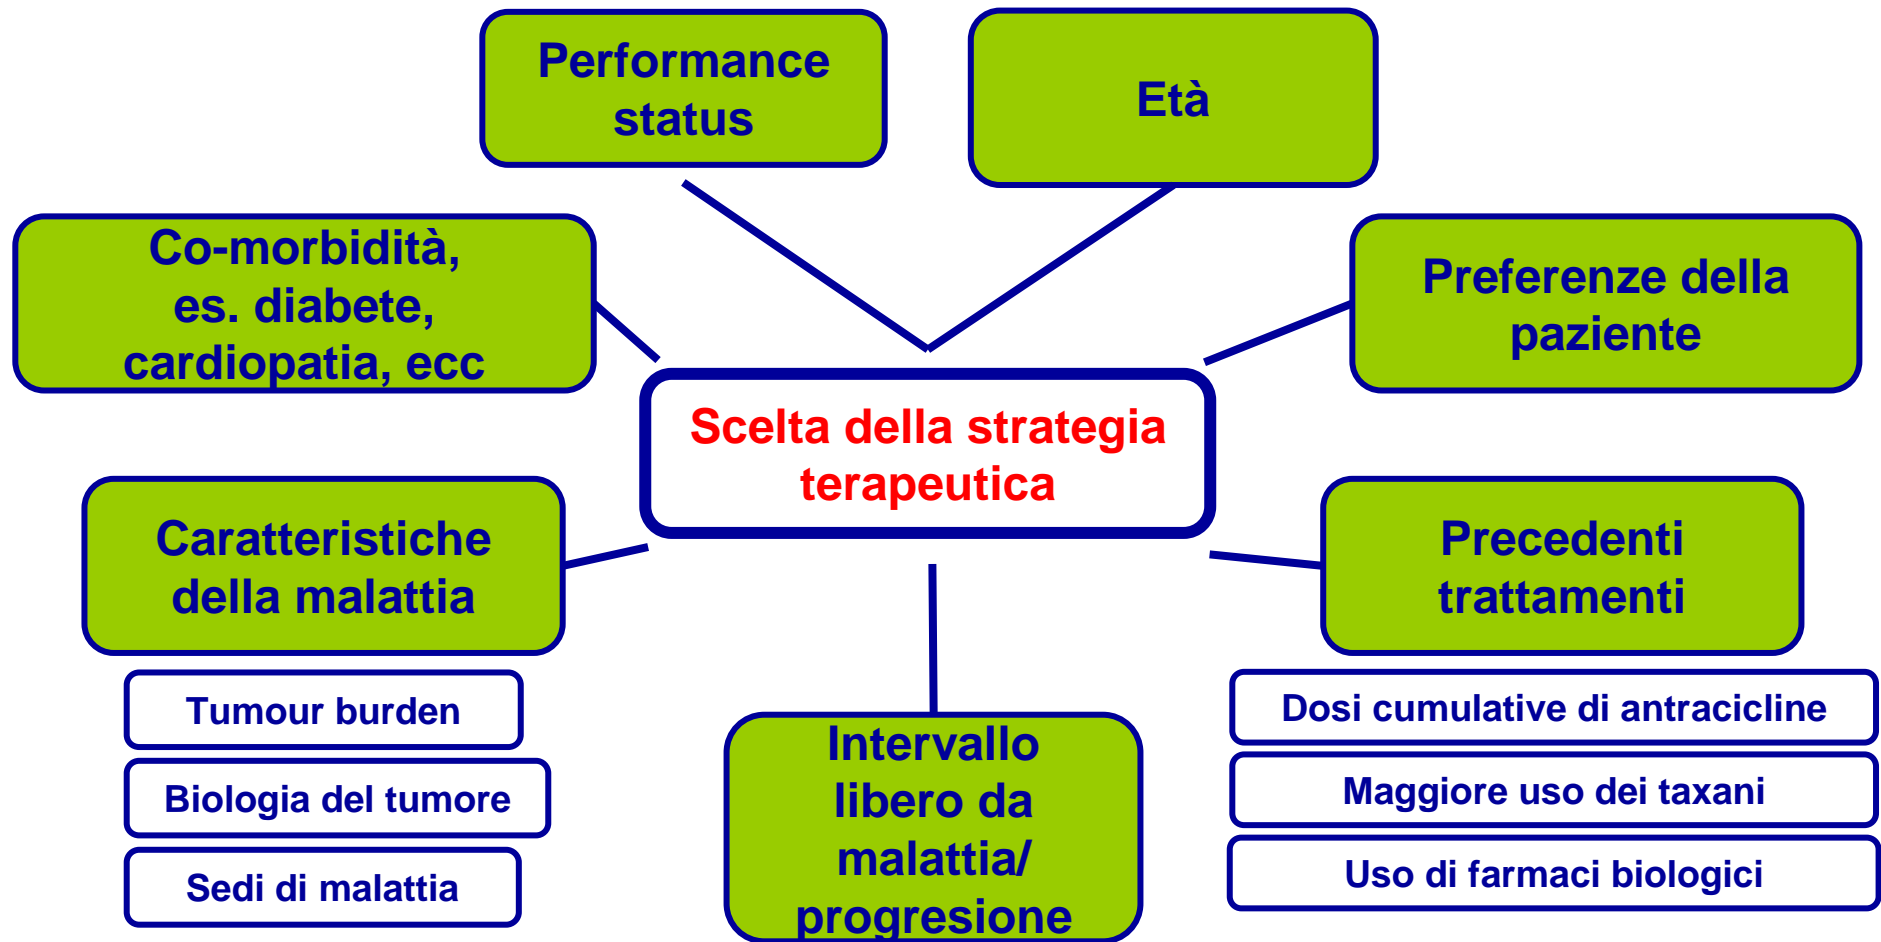 Performance
status
Età
Co-morbidità,
es. diabete,
cardiopatia, ecc
Preferenze della
paziente
Scelta della strategia
terapeutica
Caratteristiche
della malattia
Tumour burden
Biologia del tumore
Sedi di malattia
Intervallo
libero da
malattia/
progresione
Precedenti
trattamenti
Dosi cumulative di antracicline
Maggiore uso dei taxani
Uso di farmaci biologici